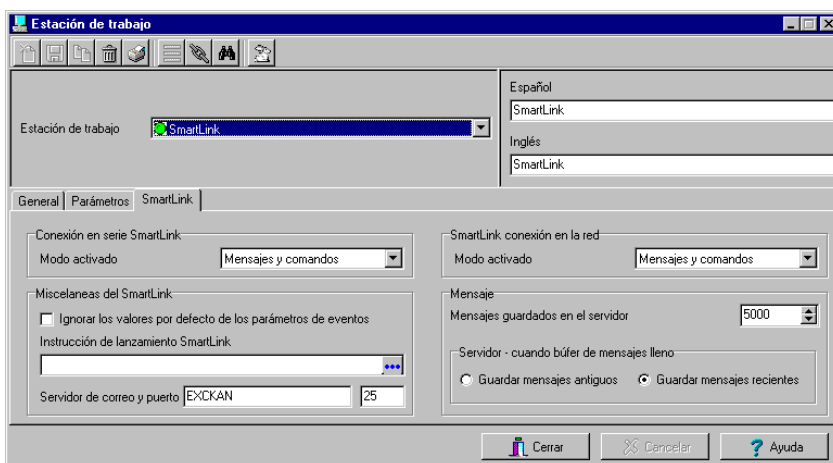 Estación de trabajo
Español
SmartLink
Estación de trabajo
SmartLink
Inglés
SmartLink
General
Parámetros
SmartLink
Conexión en serie SmartLink
Modo activado
Mensajes y comandos
SmartLink conexión en la red
Modo activado
Mensajes y comandos
Miscelaneas del SmartLink
Ignorar los valores por defecto de los parámetros de eventos
Instrucción de lanzamiento SmartLink
Servidor de correo y puerto
EXCKAN
25
Mensaje
Mensajes guardados en el servidor
5000
Servidor - cuando búfer de mensajes lleno
Guardar mensajes antiguos
Guardar mensajes recientes
Cerrar
Cancelar
Ayuda